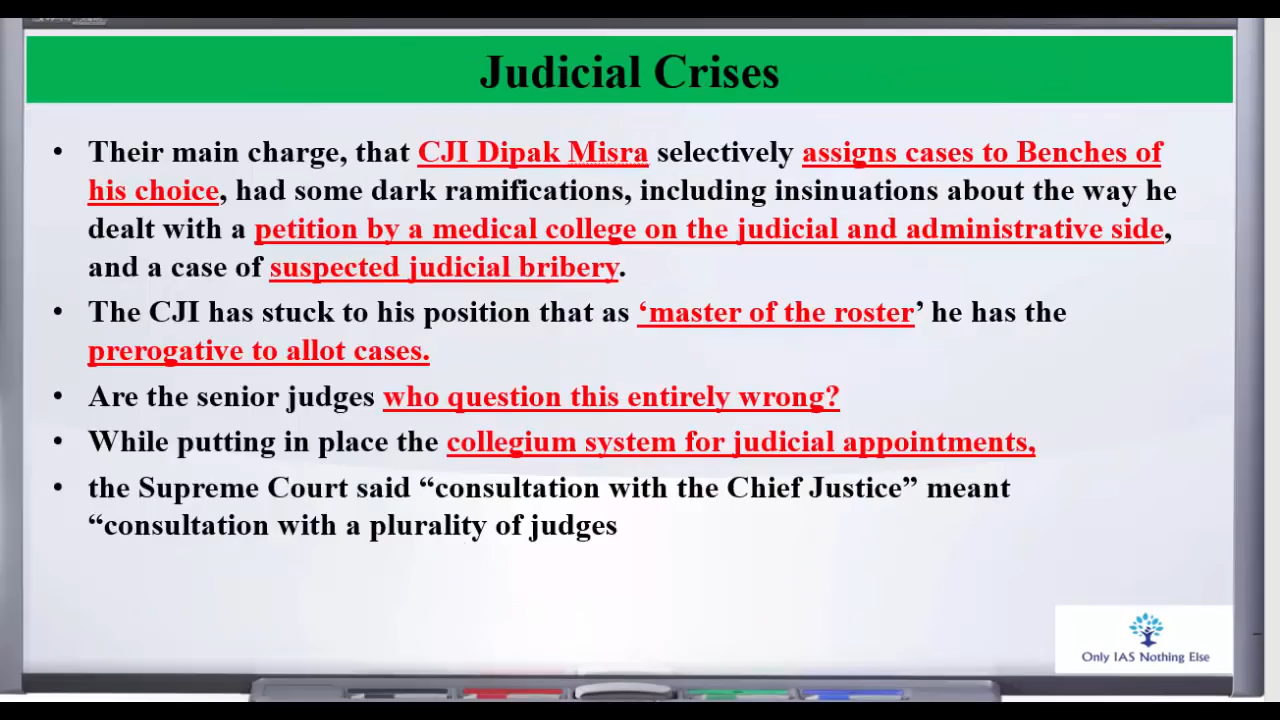 Judicial Crises
• Their main charge, that CJI Dipak Misra selectively assigns cases to Benches of
his choice, had some dark ramifications, including insinuations about the way he
dealt with a petition by a medical college on the judicial and administrative side,
and a case of suspected judicial bribery.
• The CJI has stuck to his position that as ‘master of the roster’ he has the
prerogative to allot cases.
• Are the senior judges who question this entirely wrong?
• While putting in place the collegium system for judicial appointments,
• the Supreme Court said “consultation with the Chief Justice” meant
“consultation with a plurality of judges
Only IAS Nothing Else